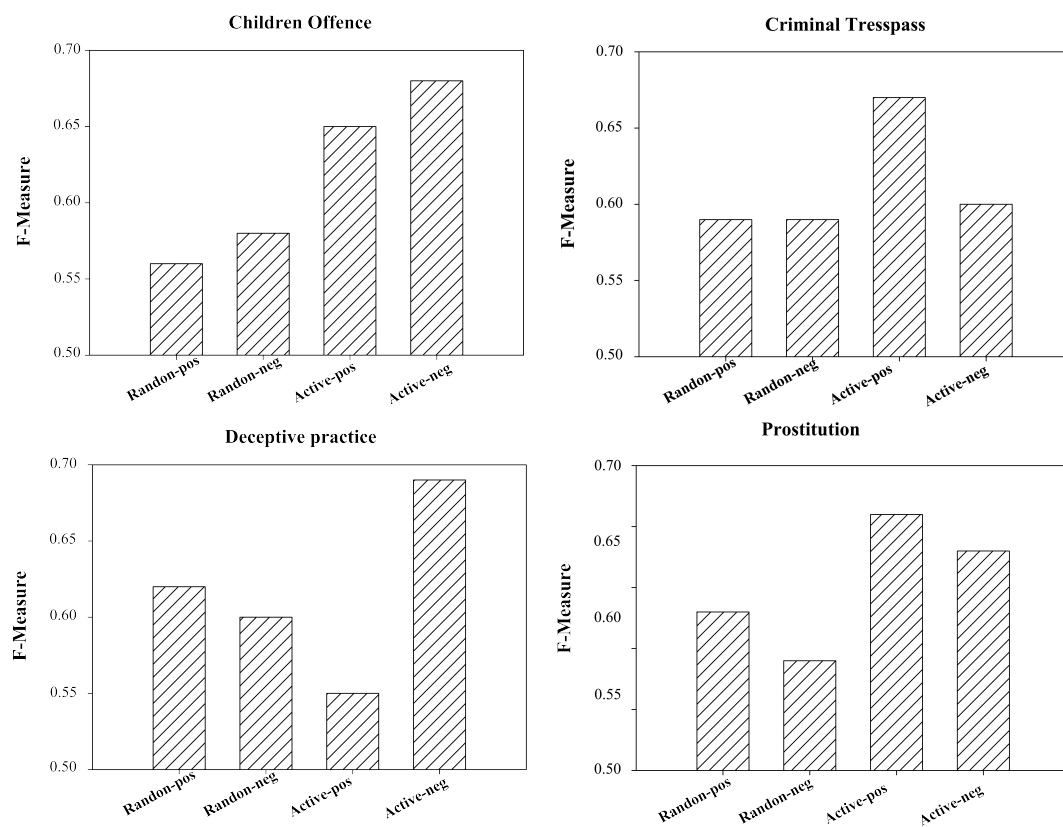 Children Offence
F-Measure
0.70
0.65
0.60
0.55
0.50
Randon-pos
Randon-neg
Active-pos
Active-neg
Criminal Tresspass
F-Measure
0.70
0.65
0.60
0.55
0.50
Randon-pos
Randon-neg
Active-pos
Active-neg
Deceptive practice
F-Measure
0.70
0.65
0.60
0.55
0.50
Randon-pos
Randon-neg
Active-pos
Active-neg
Prostitution
F-Measure
0.70
0.65
0.60
0.55
0.50
Randon-pos
Randon-neg
Active-pos
Active-neg